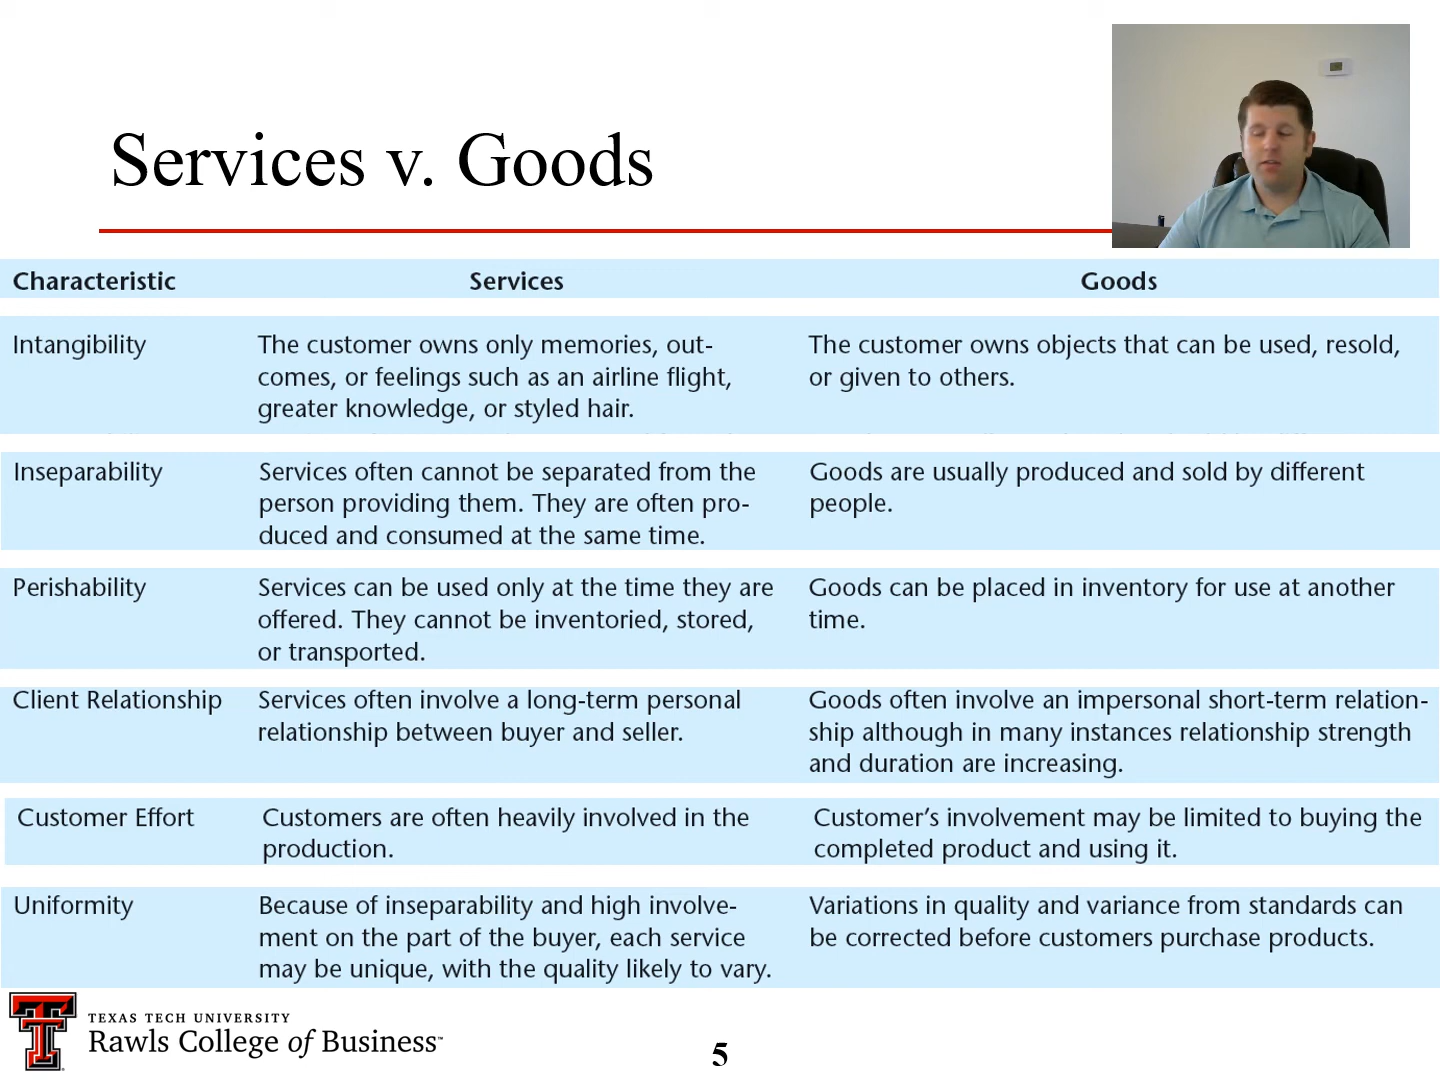 Services v. Goods
Characteristic Services Goods
Intangibility
The customer owns only memories, out-
comes, or feelings such as an airline flight,
greater knowledge, or styled hair.
The customer owns objects that can be used, resold,
or given to others.
Inseparability
Services often cannot be separated from the
person providing them. They are often pro-
duced and consumed at the same time.
Goods are usually produced and sold by different
people.
Perishability
Services can be used only at the time they are
offered. They cannot be inventoried, stored,
or transported.
Goods can be placed in inventory for use at another
time.
Client Relationship
Services often involve a long-term personal
relationship between buyer and seller.
Goods often involve an impersonal short-term relation-
ship although in many instances relationship strength
and duration are increasing.
Customer Effort
Customers are often heavily involved in the
production.
Customer’s involvement may be limited to buying the
completed product and using it.
Uniformity
Because of inseparability and high involve-
ment on the part of the buyer, each service
may be unique, with the quality likely to vary.
Variations in quality and variance from standards can
be corrected before customers purchase products.
TEXAS TECH UNIVERSITY
Rawls College of Business™
5